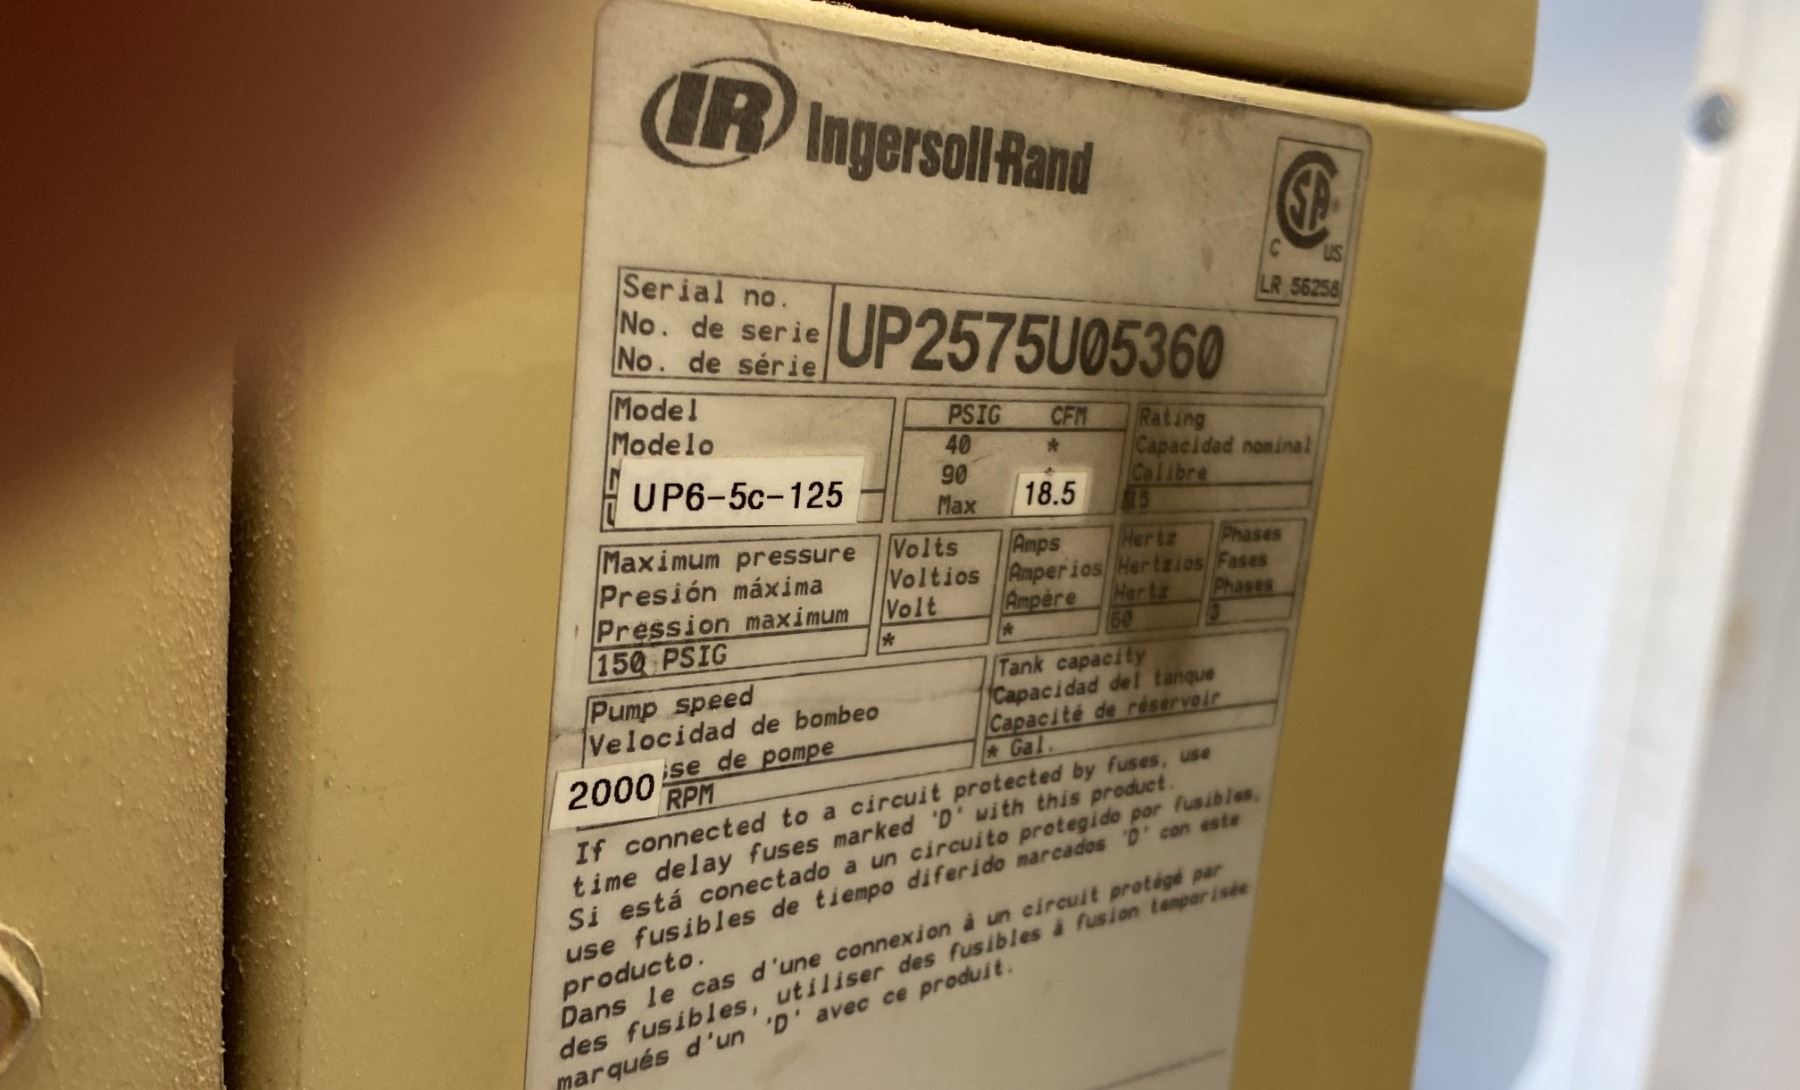 IR Ingersoll-Rand
CSA
C US
LR 56258
Serial no.
No. de serie
No. de série
UP2575U05360
Model
Modelo
UP6-5c-125
PSIG CFM
40 *
90 *
Max 18.5
Rating
Capacidad nominal
Calibre
Maximum pressure
Presión máxima
Pression maximum
150 PSIG
Volts
Voltios
Volt
*
Amps
Amperios
Ampère
*
Hertz
Hertzios
Hertz
60
Phases
Fases
Phases
3
Pump speed
Velocidad de bombeo
sse de pompe
2000 RPM
Tank capacity
Capacidad del tanque
Capacité de réservoir
* Gal.
If connected to a circuit protected by fuses, use
time delay fuses marked 'D' with this product.
Si está conectado a un circuito protegido por fusibles,
use fusibles de tiempo diferido marcados 'D' con este
producto.
Dans le cas d'une connexion à un circuit protégé par
des fusibles, utiliser des fusibles à fusion temporisée
marqués d'un 'D' avec ce produit.